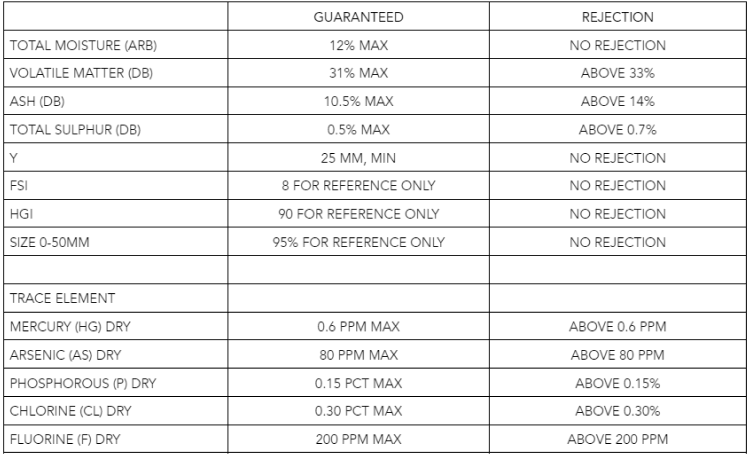 GUARANTEED REJECTION
TOTAL MOISTURE (ARB) 12% MAX NO REJECTION
VOLATILE MATTER (DB) 31% MAX ABOVE 33%
ASH (DB) 10.5% MAX ABOVE 14%
TOTAL SULPHUR (DB) 0.5% MAX ABOVE 0.7%
Y 25 MM, MIN NO REJECTION
FSI 8 FOR REFERENCE ONLY NO REJECTION
HGI 90 FOR REFERENCE ONLY NO REJECTION
SIZE 0-50MM 95% FOR REFERENCE ONLY NO REJECTION
TRACE ELEMENT
MERCURY (HG) DRY 0.6 PPM MAX ABOVE 0.6 PPM
ARSENIC (AS) DRY 80 PPM MAX ABOVE 80 PPM
PHOSPHOROUS (P) DRY 0.15 PCT MAX ABOVE 0.15%
CHLORINE (CL) DRY 0.30 PCT MAX ABOVE 0.30%
FLUORINE (F) DRY 200 PPM MAX ABOVE 200 PPM